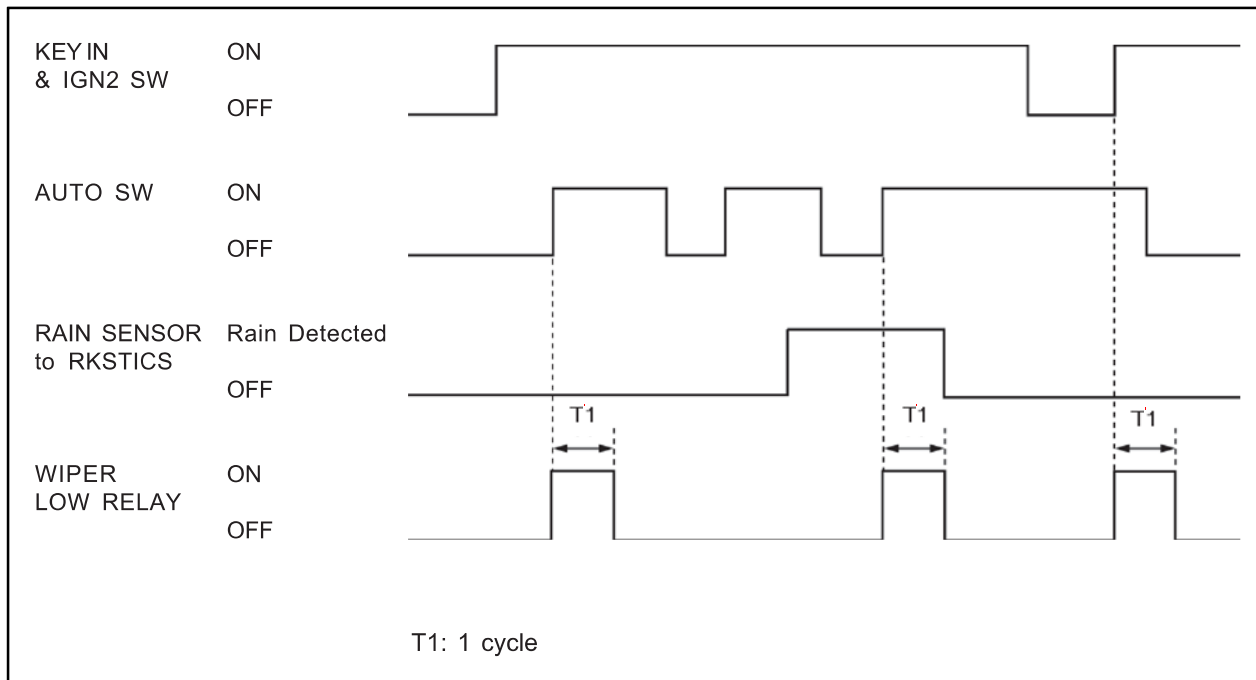 KEY IN ON
& IGN2 SW
OFF
AUTO SW ON
OFF
RAIN SENSOR Rain Detected
to RKSTICS
OFF
T1 T1 T1
WIPER ON
LOW RELAY
OFF
T1: 1 cycle